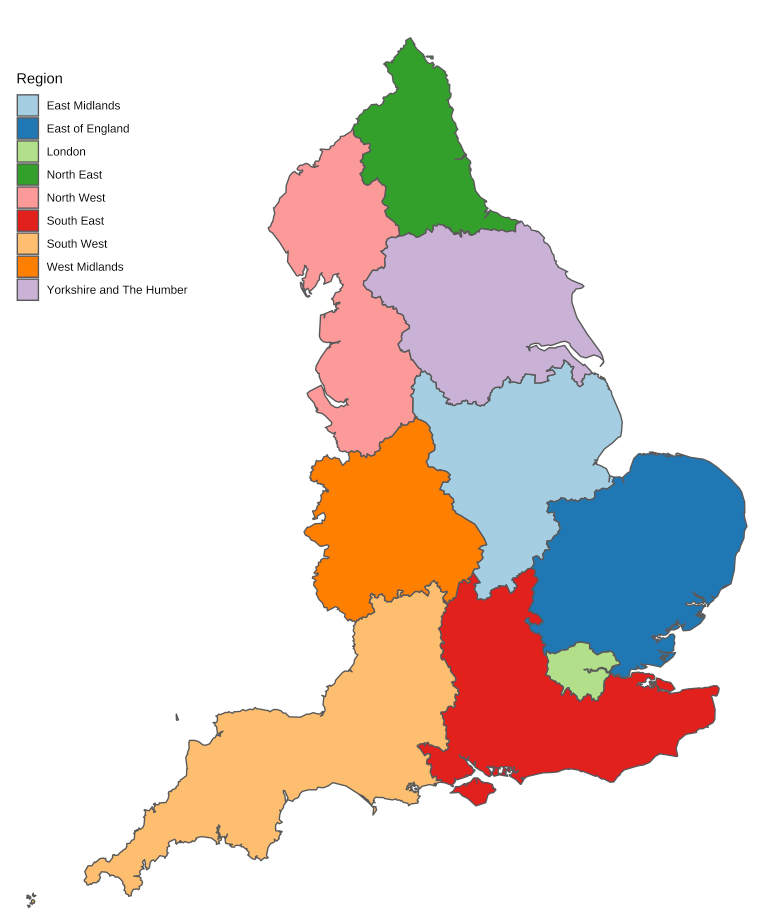 Region
East Midlands
East of England
London
North East
North West
South East
South West
West Midlands
Yorkshire and The Humber